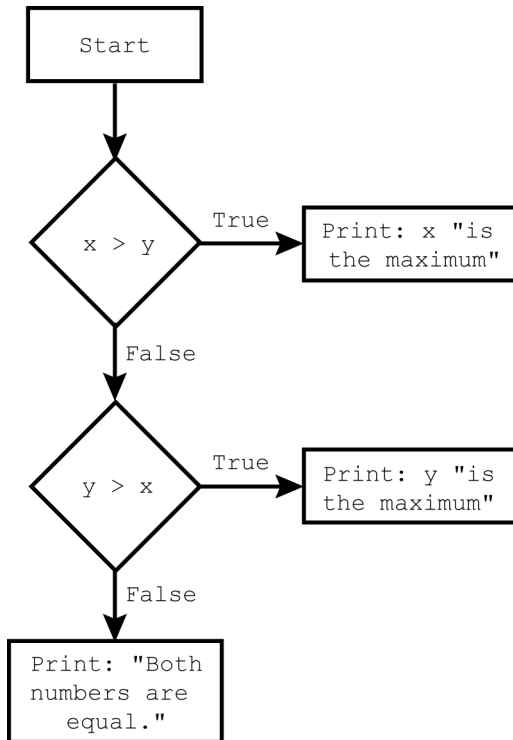 Start
x > y
True
Print: x "is
the maximum"
False
y > x
True
Print: y "is
the maximum"
False
Print: "Both
numbers are
equal."